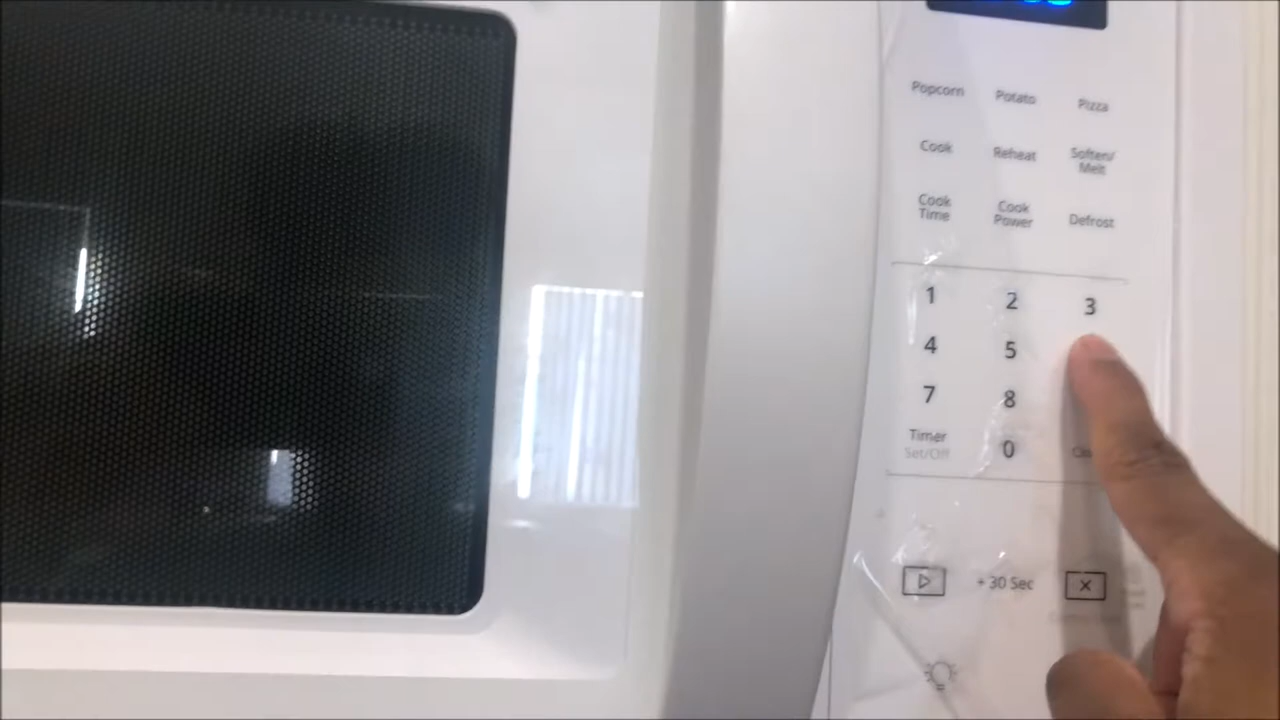 Popcorn Potato Pizza
Cook Reheat Soften/
Melt
Cook Cook Defrost
Time Power
1 2 3
4 5
7 8
Timer 0
Set/Off
+30 Sec